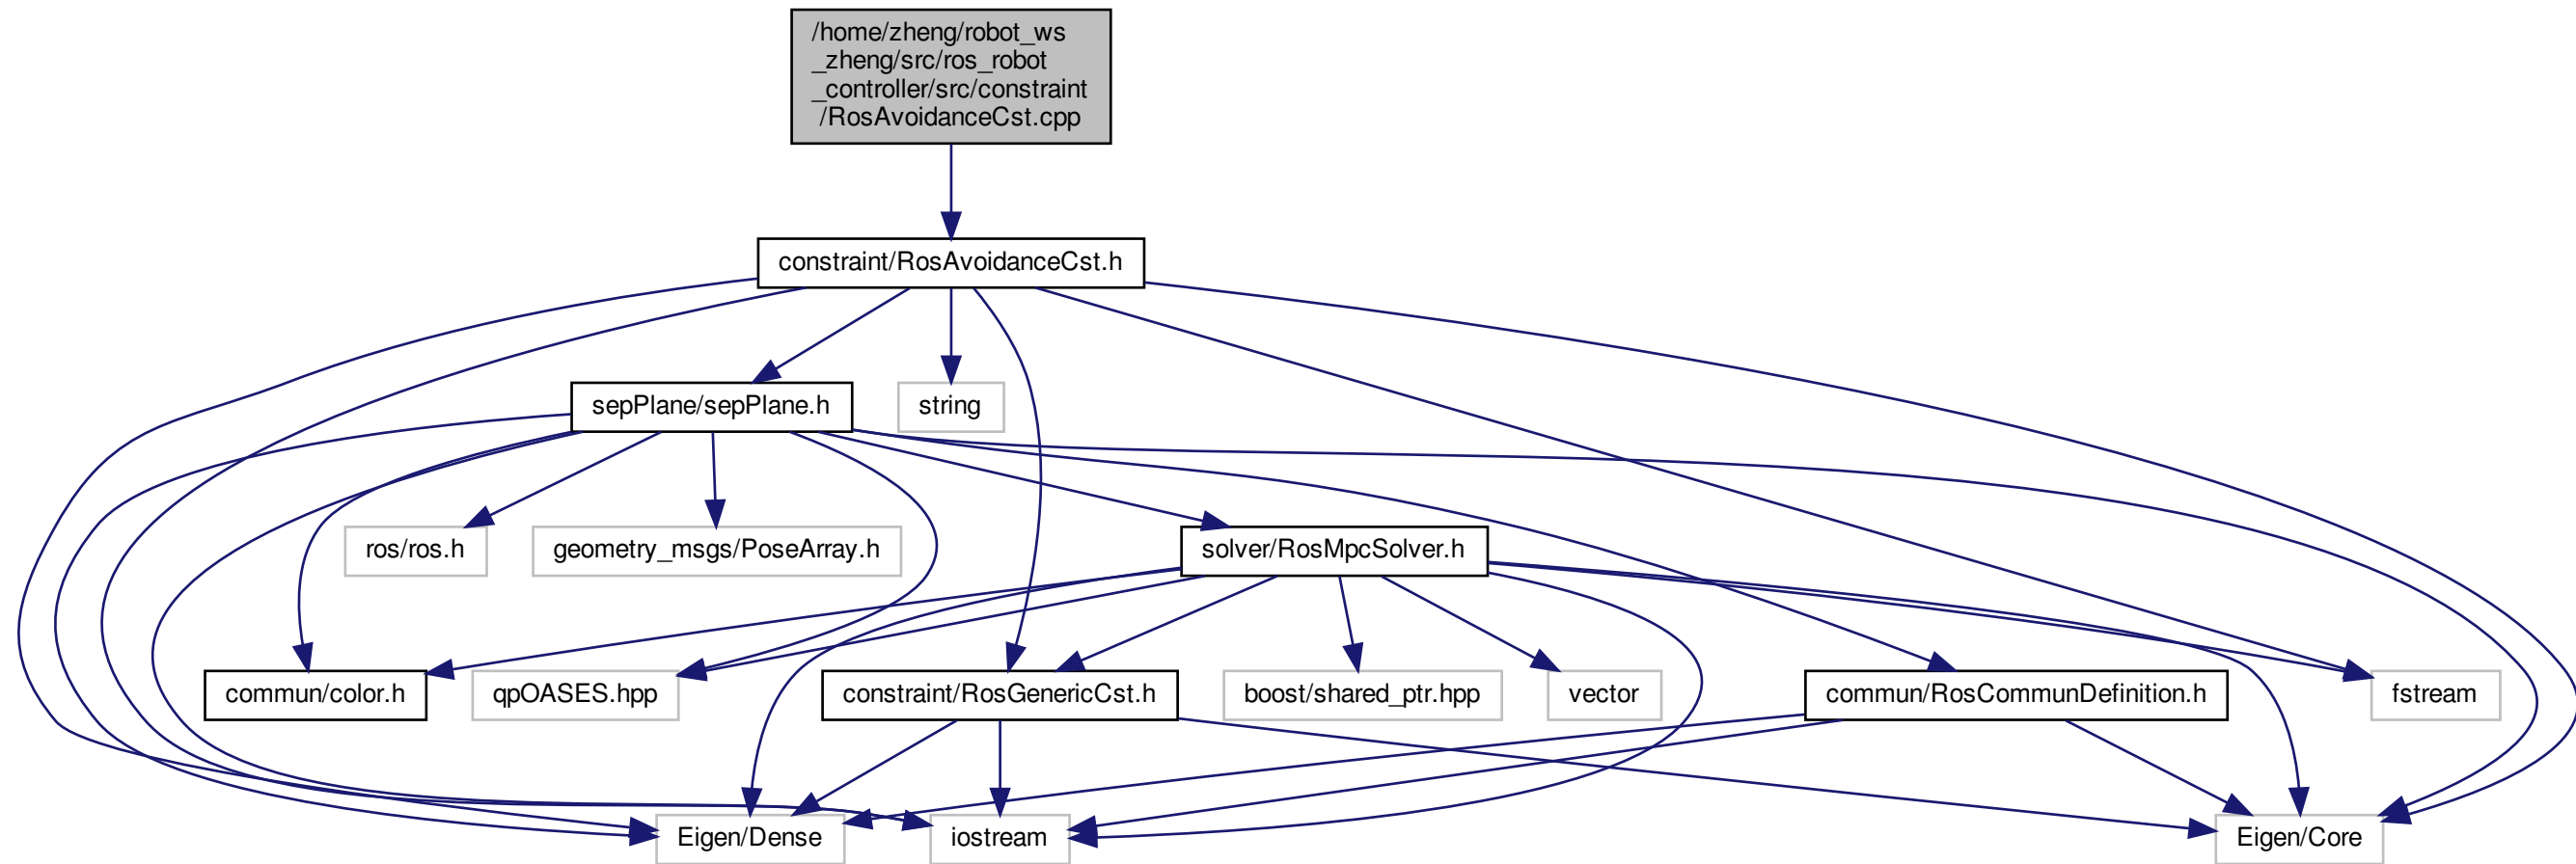 /home/zheng/robot_ws
_zheng/src/ros_robot
_controller/src/constraint
/RosAvoidanceCst.cpp
constraint/RosAvoidanceCst.h
sepPlane/sepPlane.h
string
ros/ros.h
geometry_msgs/PoseArray.h
solver/RosMpcSolver.h
commun/color.h
qpOASES.hpp
constraint/RosGenericCst.h
boost/shared_ptr.hpp
vector
commun/RosCommunDefinition.h
fstream
Eigen/Dense
iostream
Eigen/Core